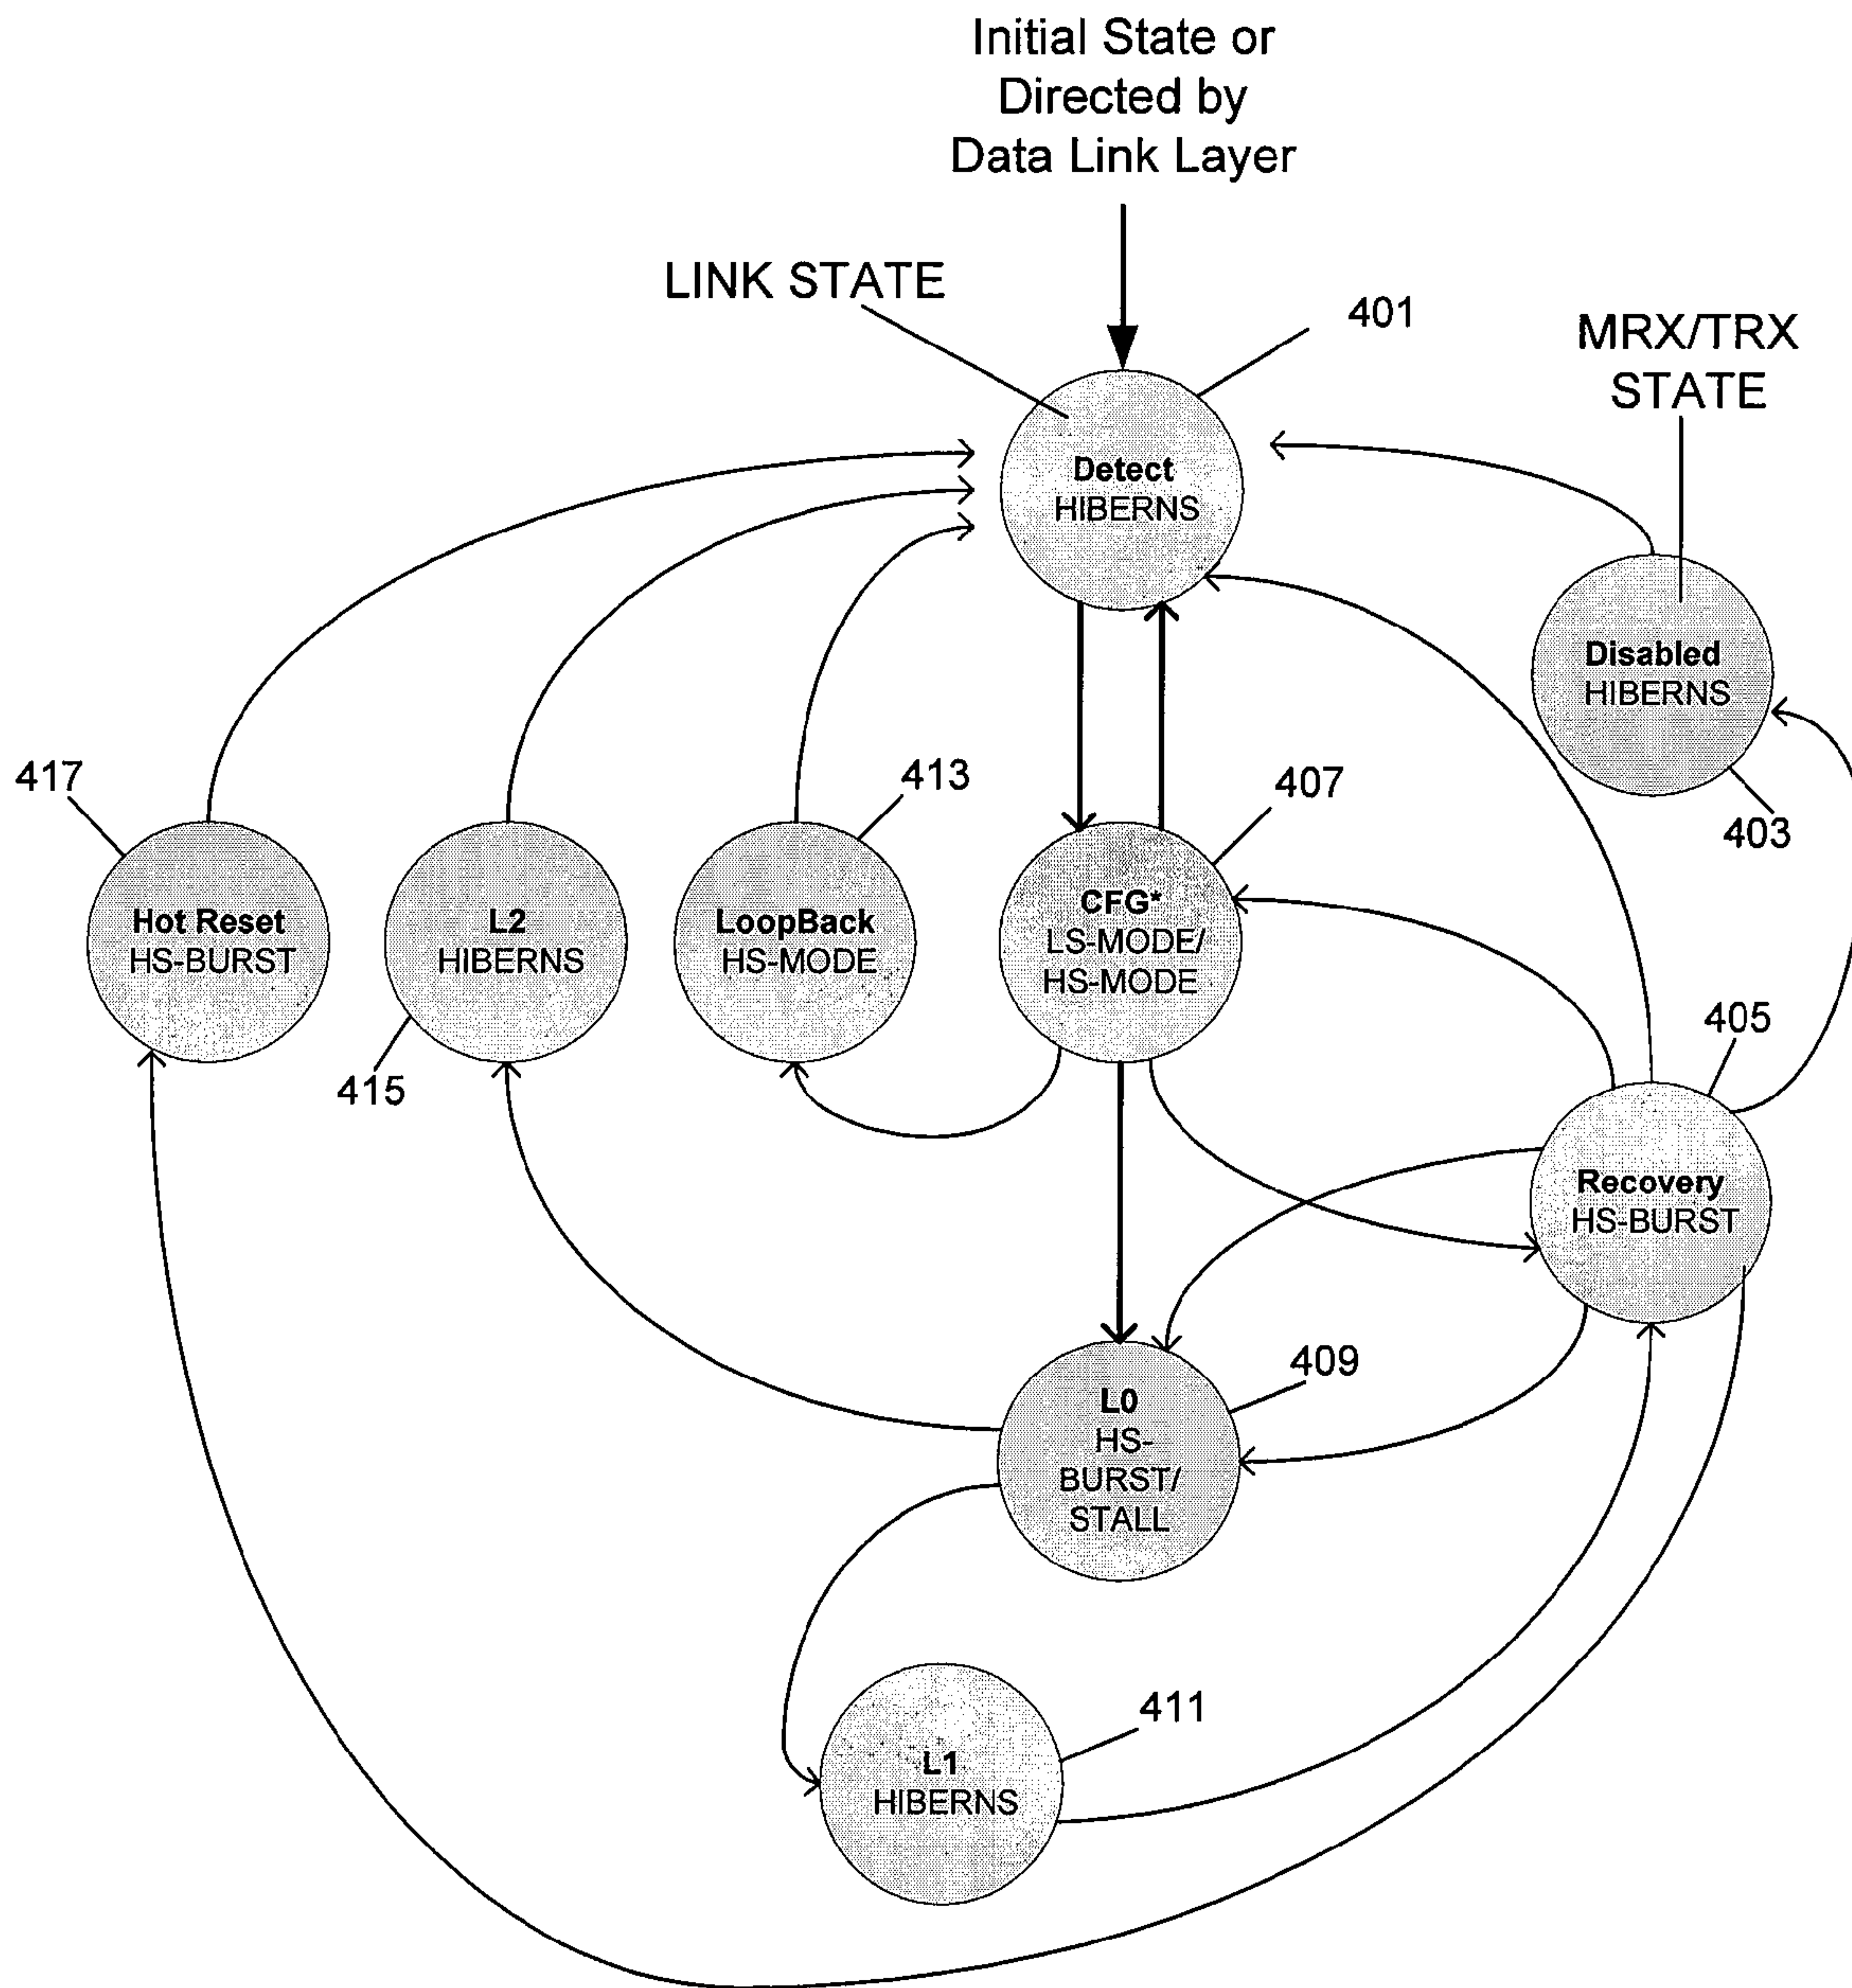 Initial State or
Directed by
Data Link Layer
LINK STATE
401
MRX/TRX
STATE
Detect
HIBERNS
Disabled
HIBERNS
403
417
413
407
Hot Reset
HS-BURST
L2
HIBERNS
LoopBack
HS-MODE
CFG*
LS-MODE/
HS-MODE
415
405
Recovery
HS-BURST
409
L0
HS-
BURST/
STALL
411
L1
HIBERNS